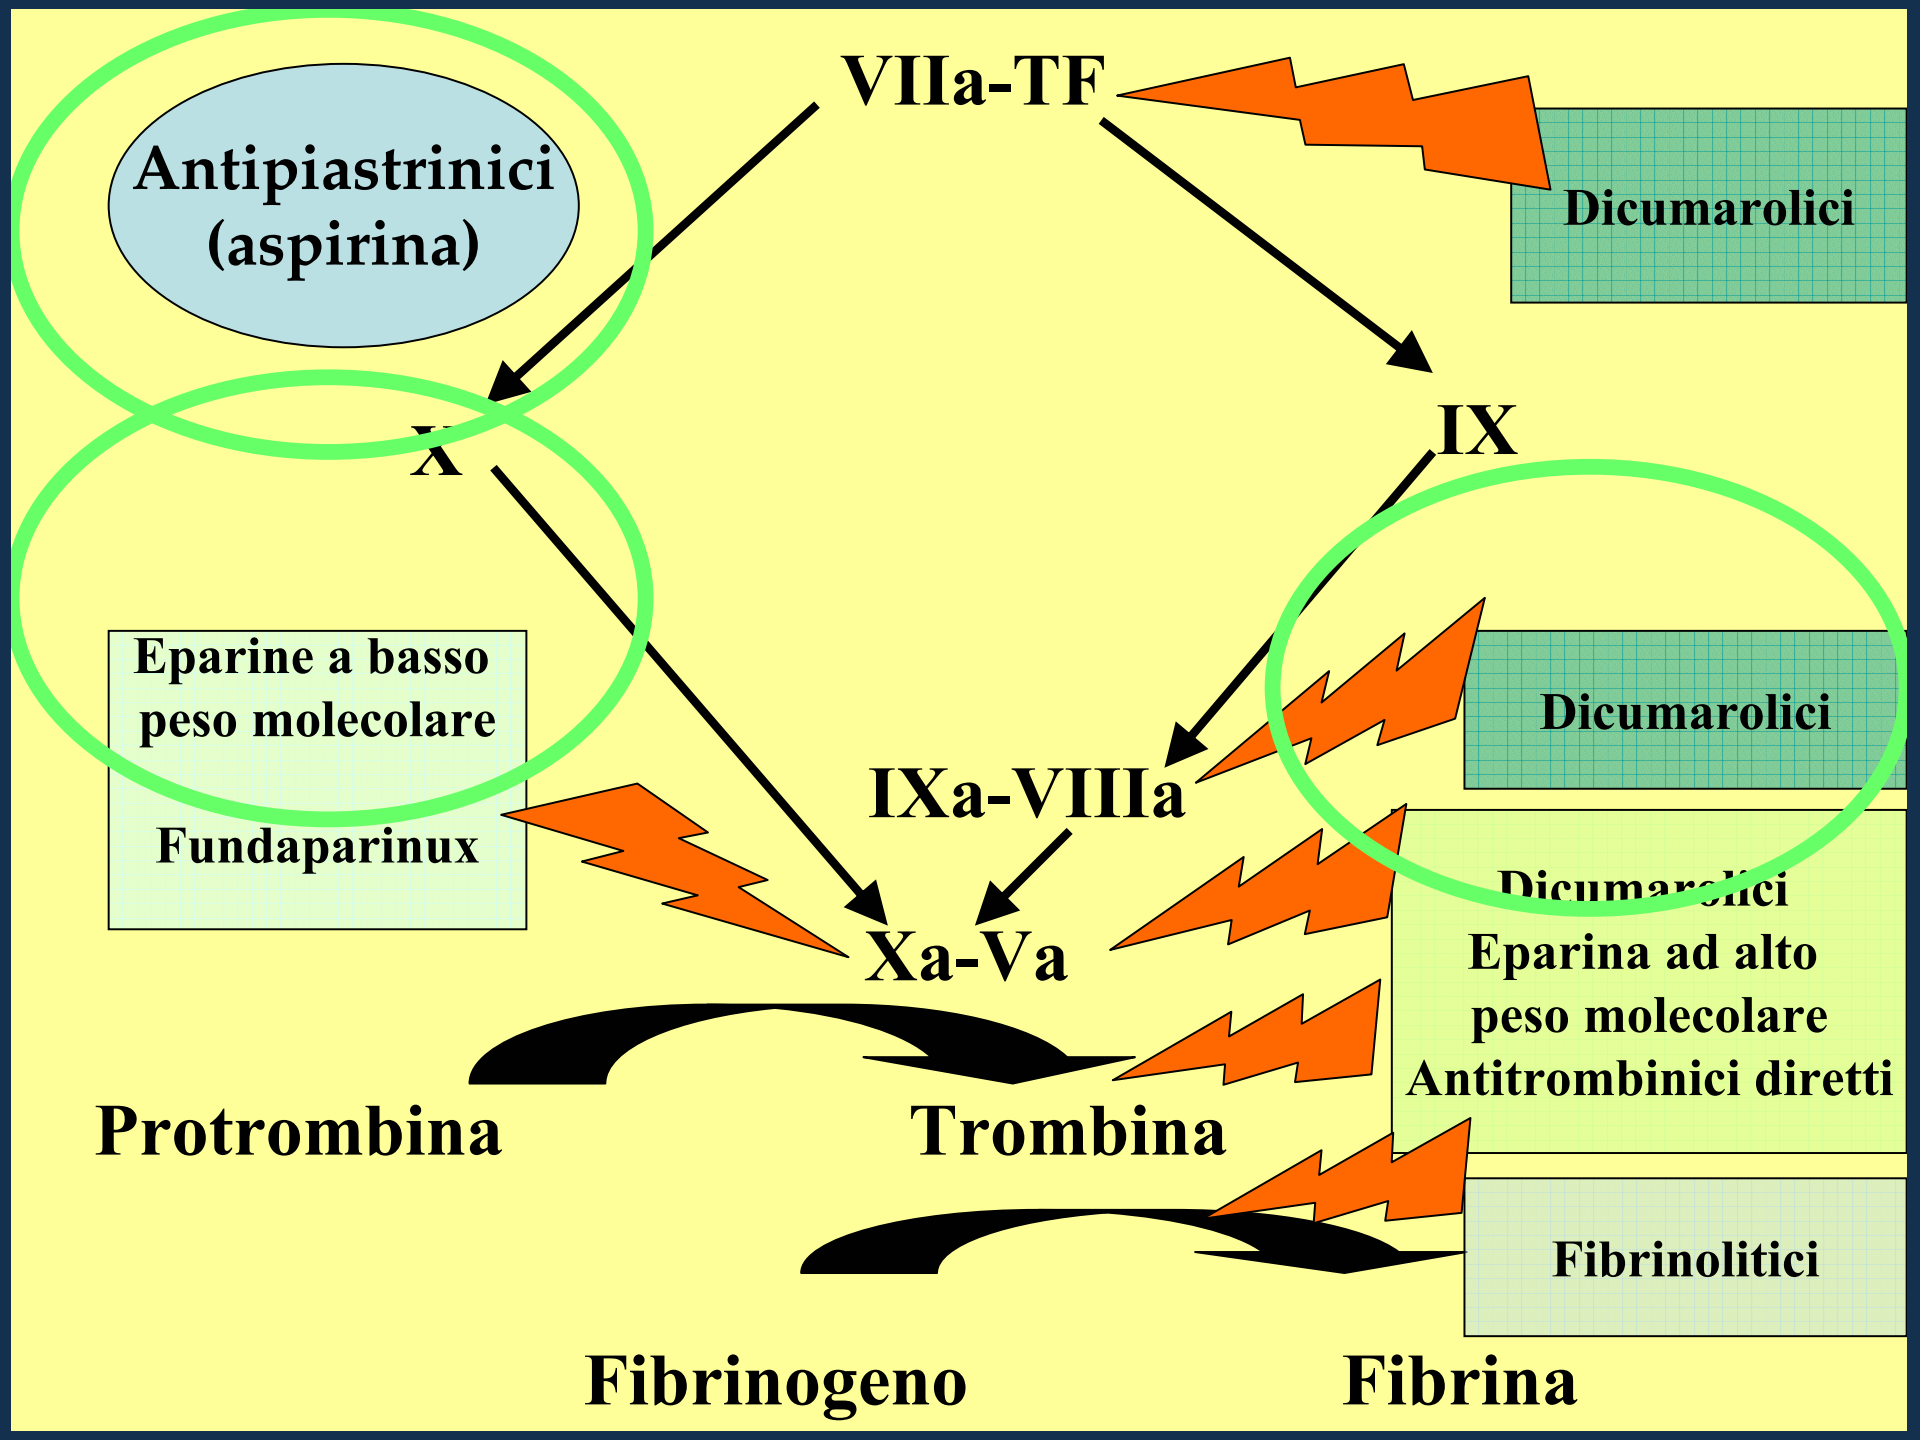 VIIa-TF
Antipiastrinici
(aspirina)
Dicumarolici
X
IX
Eparine a basso
peso molecolare
Fundaparinux
Dicumarolici
IXa-VIIIa
Dicumarolici
Eparina ad alto
peso molecolare
Antitrombinici diretti
Xa-Va
Protrombina
Trombina
Fibrinolitici
Fibrinogeno
Fibrina